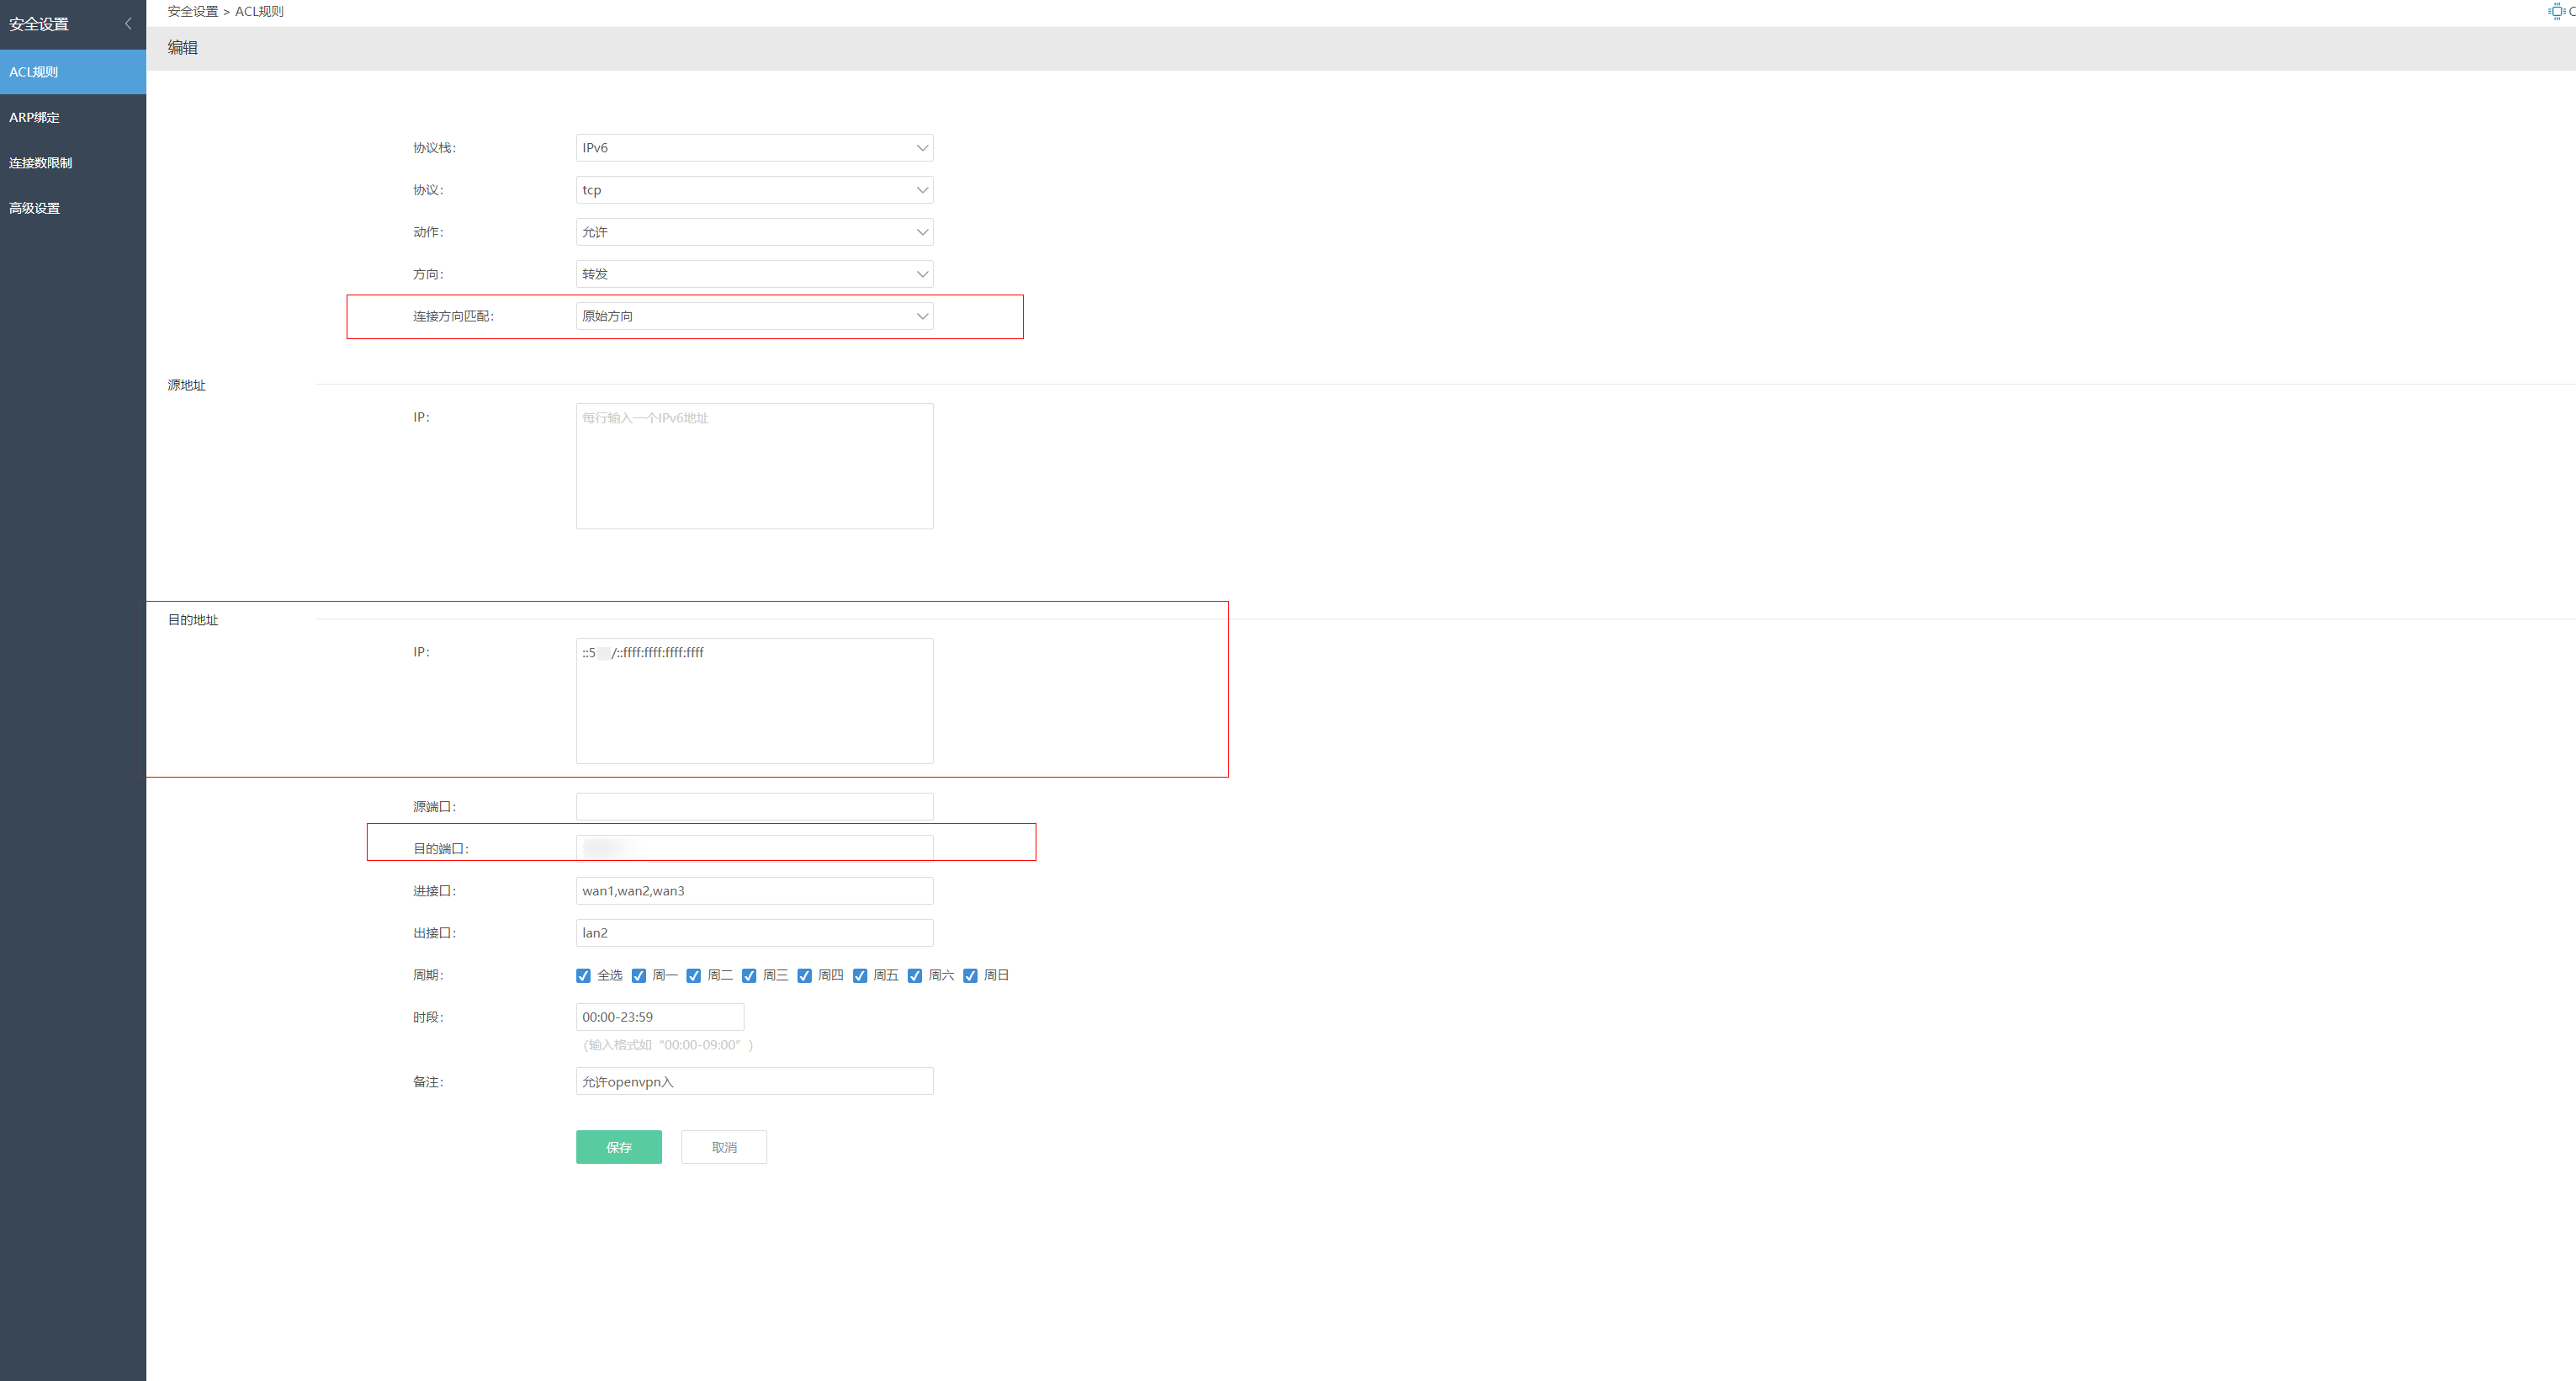 安全设置
安全设置 > ACL规则
编辑
ACL规则
ARP绑定
连接数限制
高级设置
协议栈: IPv6
协议: tcp
动作: 允许
方向: 转发
连接方向匹配: 原始方向
源地址
IP: 每行输入一个IPv6地址
目的地址
IP: ::5 /::ffff:ffff:ffff:ffff
源端口:
目的端口:
进接口: wan1,wan2,wan3
出接口: lan2
周期: 全选 周一 周二 周三 周四 周五 周六 周日
时段: 00:00-23:59
(输入格式如 “00:00-09:00” )
备注: 允许openvpn入
保存 取消